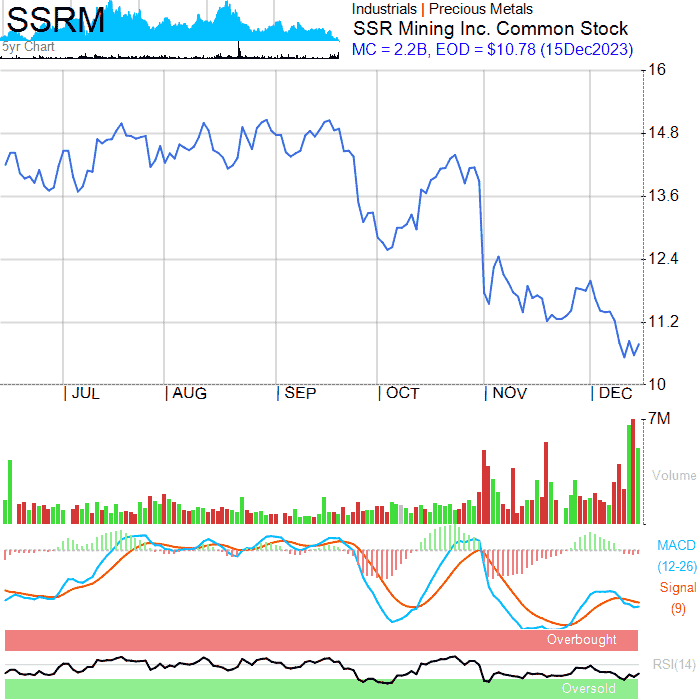 SSRM
5yr Chart
Industrials | Precious Metals
SSR Mining Inc. Common Stock
MC = 2.2B, EOD = $10.78 (15Dec2023)
16
14.8
13.6
12.4
11.2
10
| JUL | AUG | SEP | OCT | NOV | DEC
7M
Volume
MACD
(12-26)
Signal
(9)
Overbought
RSI(14)
Oversold